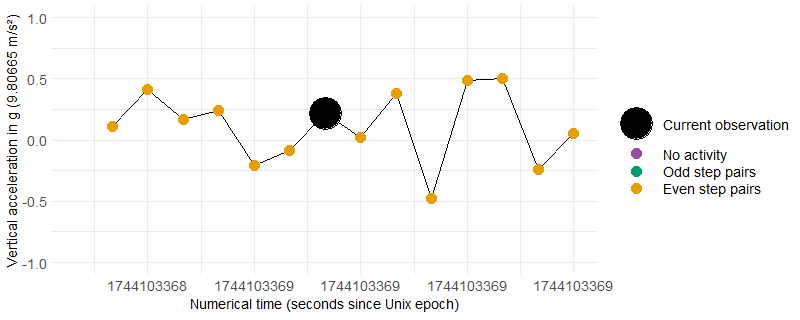 Vertical acceleration in g (9.80665 m/s²)
1.0
0.5
0.0
-0.5
-1.0
1744103368 1744103369 1744103369 1744103369 1744103369
Numerical time (seconds since Unix epoch)
Current observation
No activity
Odd step pairs
Even step pairs